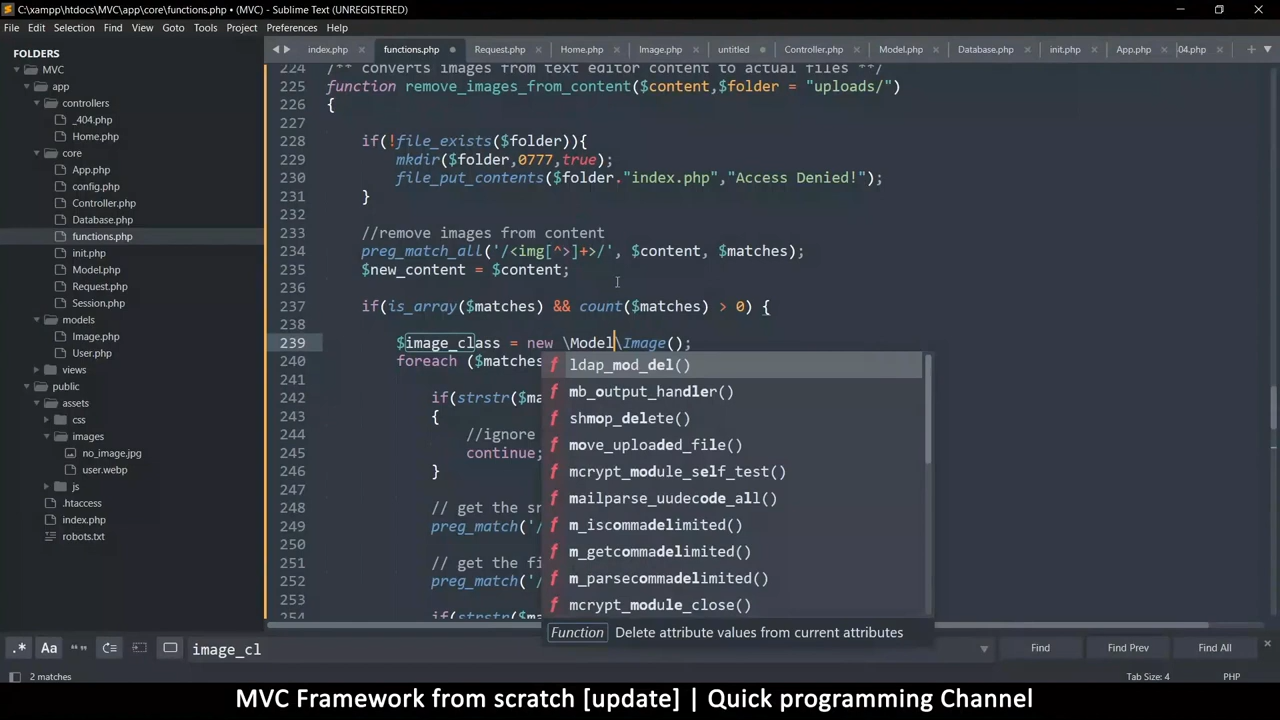 C:\xampp\htdocs\MVC\app\core\functions.php • (MVC) - Sublime Text (UNREGISTERED)
File Edit Selection Find View Goto Tools Project Preferences Help
FOLDERS
MVC
app
controllers
_404.php
Home.php
core
App.php
config.php
Controller.php
Database.php
functions.php
init.php
Model.php
Request.php
Session.php
models
Image.php
User.php
views
public
assets
css
images
no_image.jpg
user.webp
js
.htaccess
index.php
robots.txt
index.php functions.php Request.php Home.php Image.php untitled Controller.php Model.php Database.php init.php App.php 04.php
224 /** converts images from text editor content to actual files **/
225 function remove_images_from_content($content,$folder = "uploads/")
226 {
227
228 if(!file_exists($folder)){
229 mkdir($folder,0777,true);
230 file_put_contents($folder."index.php","Access Denied!");
231 }
232
233 //remove images from content
234 preg_match_all('/<img[^>]+>/', $content, $matches);
235 $new_content = $content;
236
237 if(is_array($matches) && count($matches) > 0) {
238
239 $image_class = new \Model\Image();
240 foreach ($matches
241
242 if(strstr($ma
243 {
244 //ignore
245 continue;
246 }
247
248 // get the sr
249 preg_match('/
250
251 // get the fi
252 preg_match('/
253
254 if(strstr($ma
ldap_mod_del()
mb_output_handler()
shmop_delete()
move_uploaded_file()
mcrypt_module_self_test()
mailparse_uudecode_all()
m_iscommadelimited()
m_getcommadelimited()
m_parsecommadelimited()
mcrypt_module_close()
Function Delete attribute values from current attributes
.* Aa “” image_cl Find Find Prev Find All
2 matches Tab Size: 4 PHP
MVC Framework from scratch [update] | Quick programming Channel